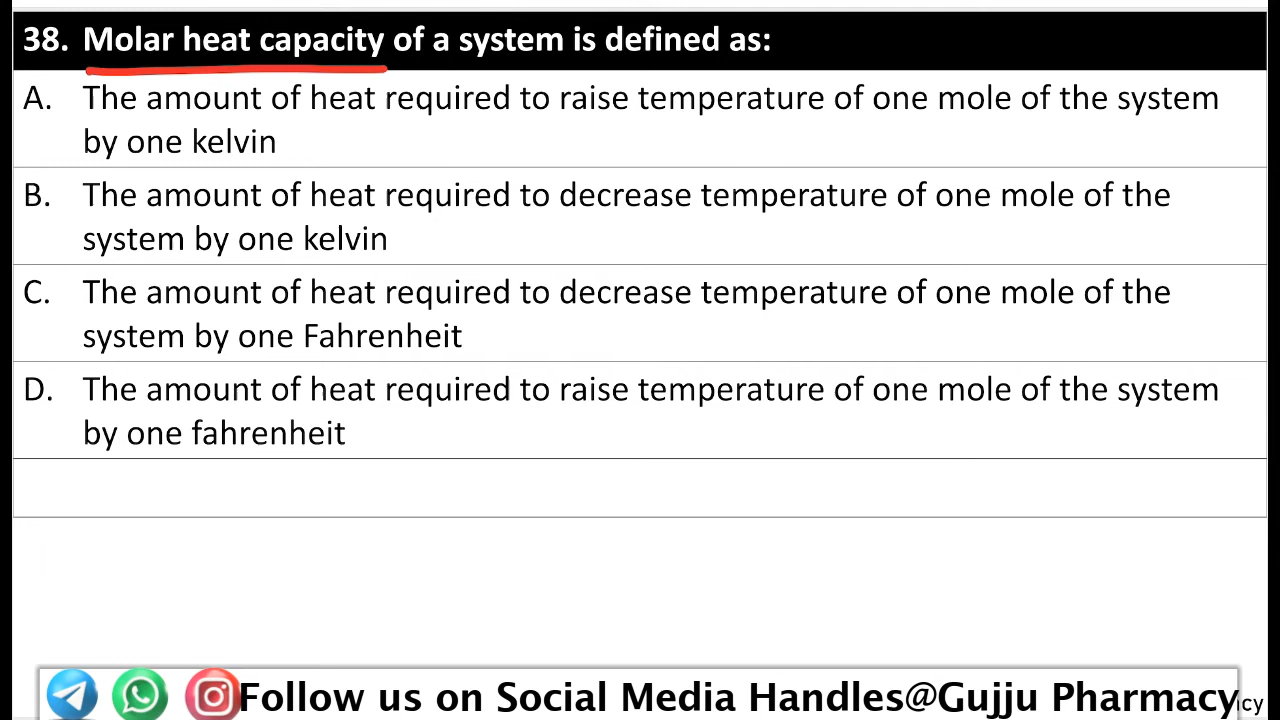 38. Molar heat capacity of a system is defined as:
A. The amount of heat required to raise temperature of one mole of the system
by one kelvin
B. The amount of heat required to decrease temperature of one mole of the
system by one kelvin
C. The amount of heat required to decrease temperature of one mole of the
system by one Fahrenheit
D. The amount of heat required to raise temperature of one mole of the system
by one fahrenheit
Follow us on Social Media Handles@Gujju Pharmacy